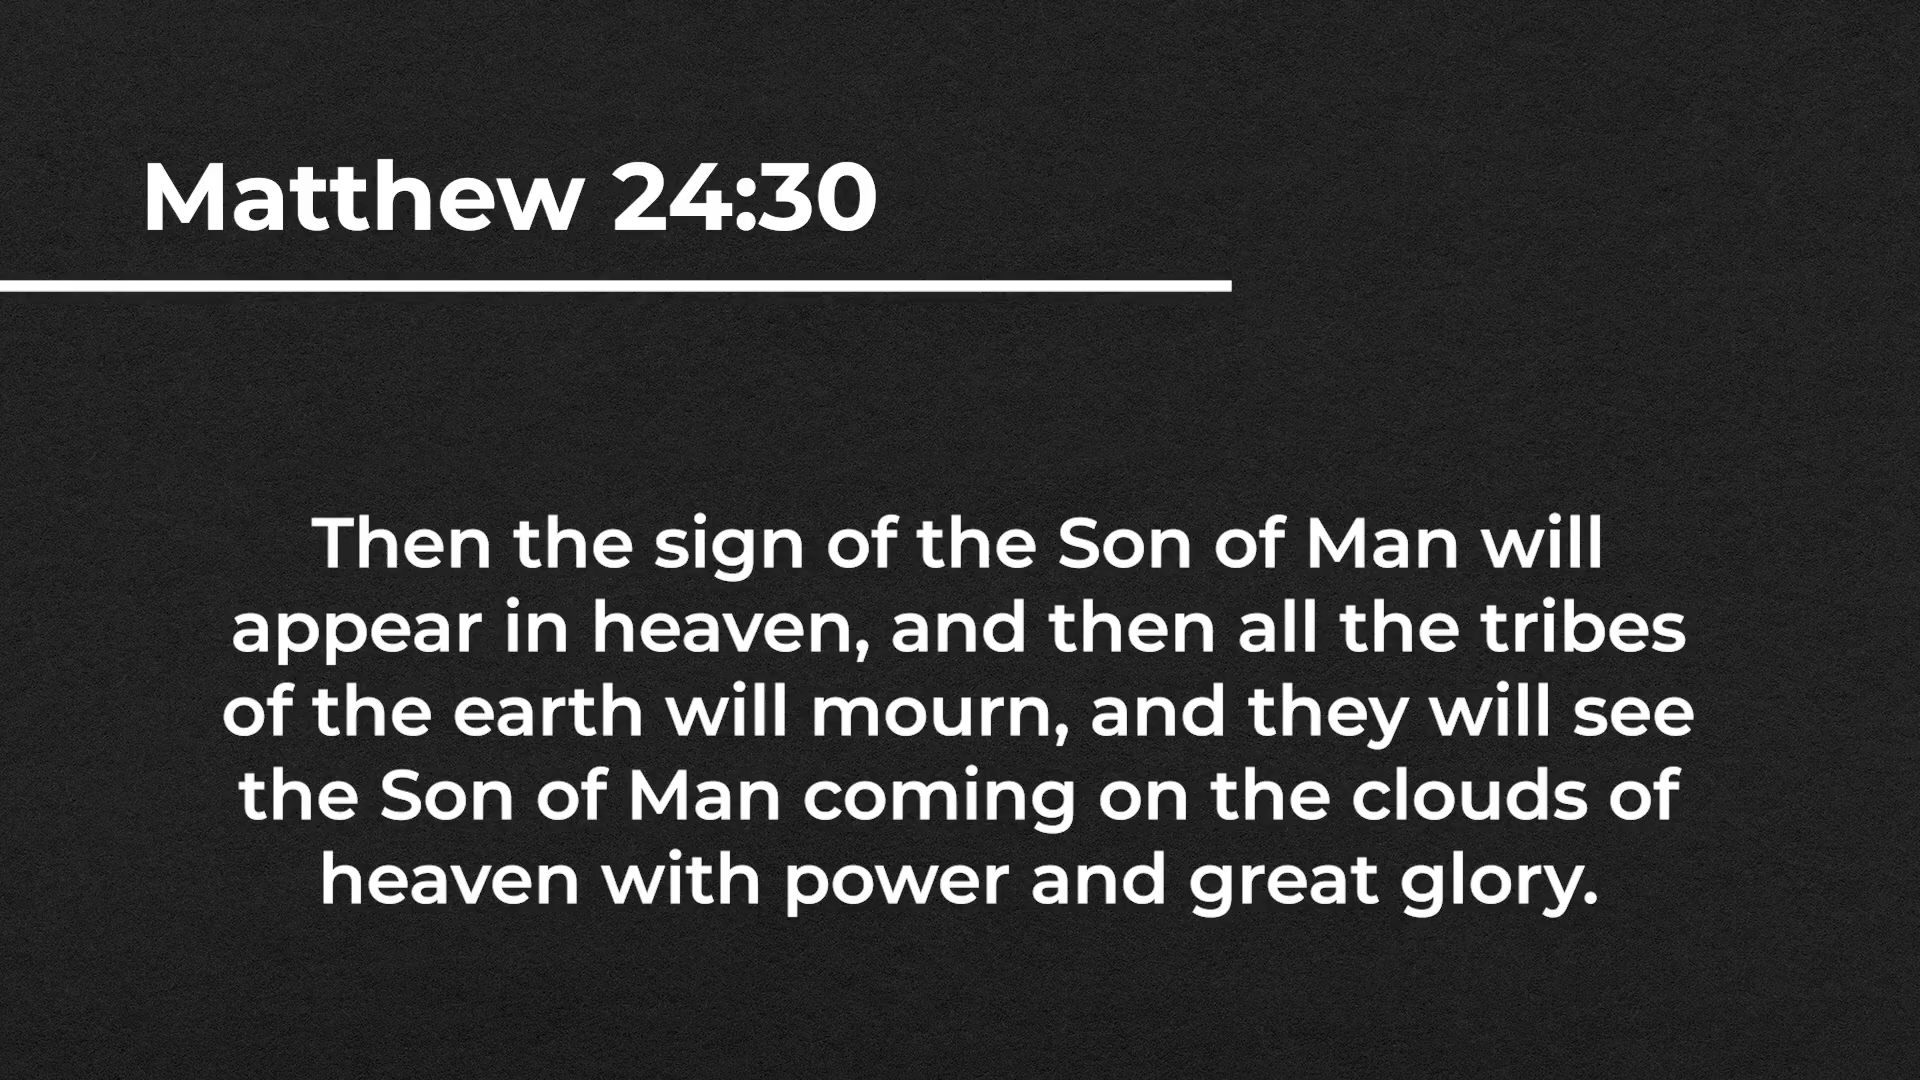 Matthew 24:30
Then the sign of the Son of Man will
appear in heaven, and then all the tribes
of the earth will mourn, and they will see
the Son of Man coming on the clouds of
heaven with power and great glory.